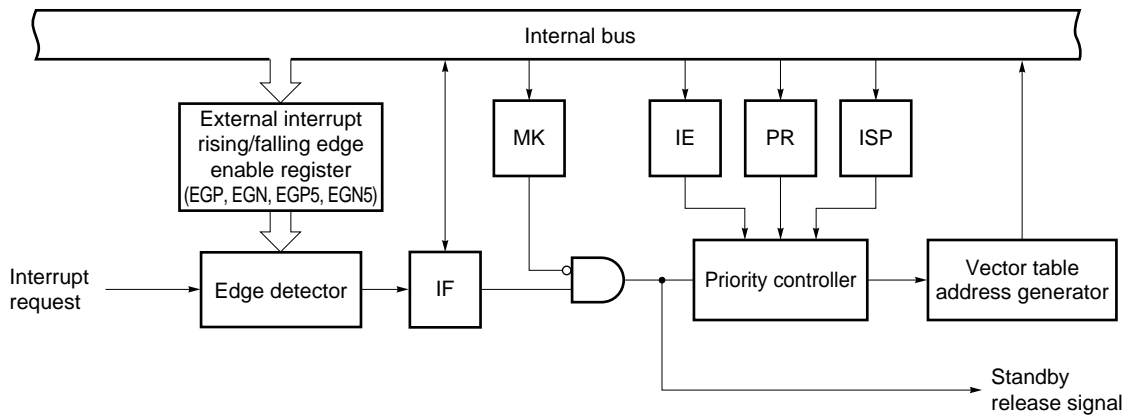 Internal bus
External interrupt
rising/falling edge
enable register
(EGP, EGN, EGP5, EGN5)
MK
IE
PR
ISP
Interrupt
request
Edge detector
IF
Priority controller
Vector table
address generator
Standby
release signal